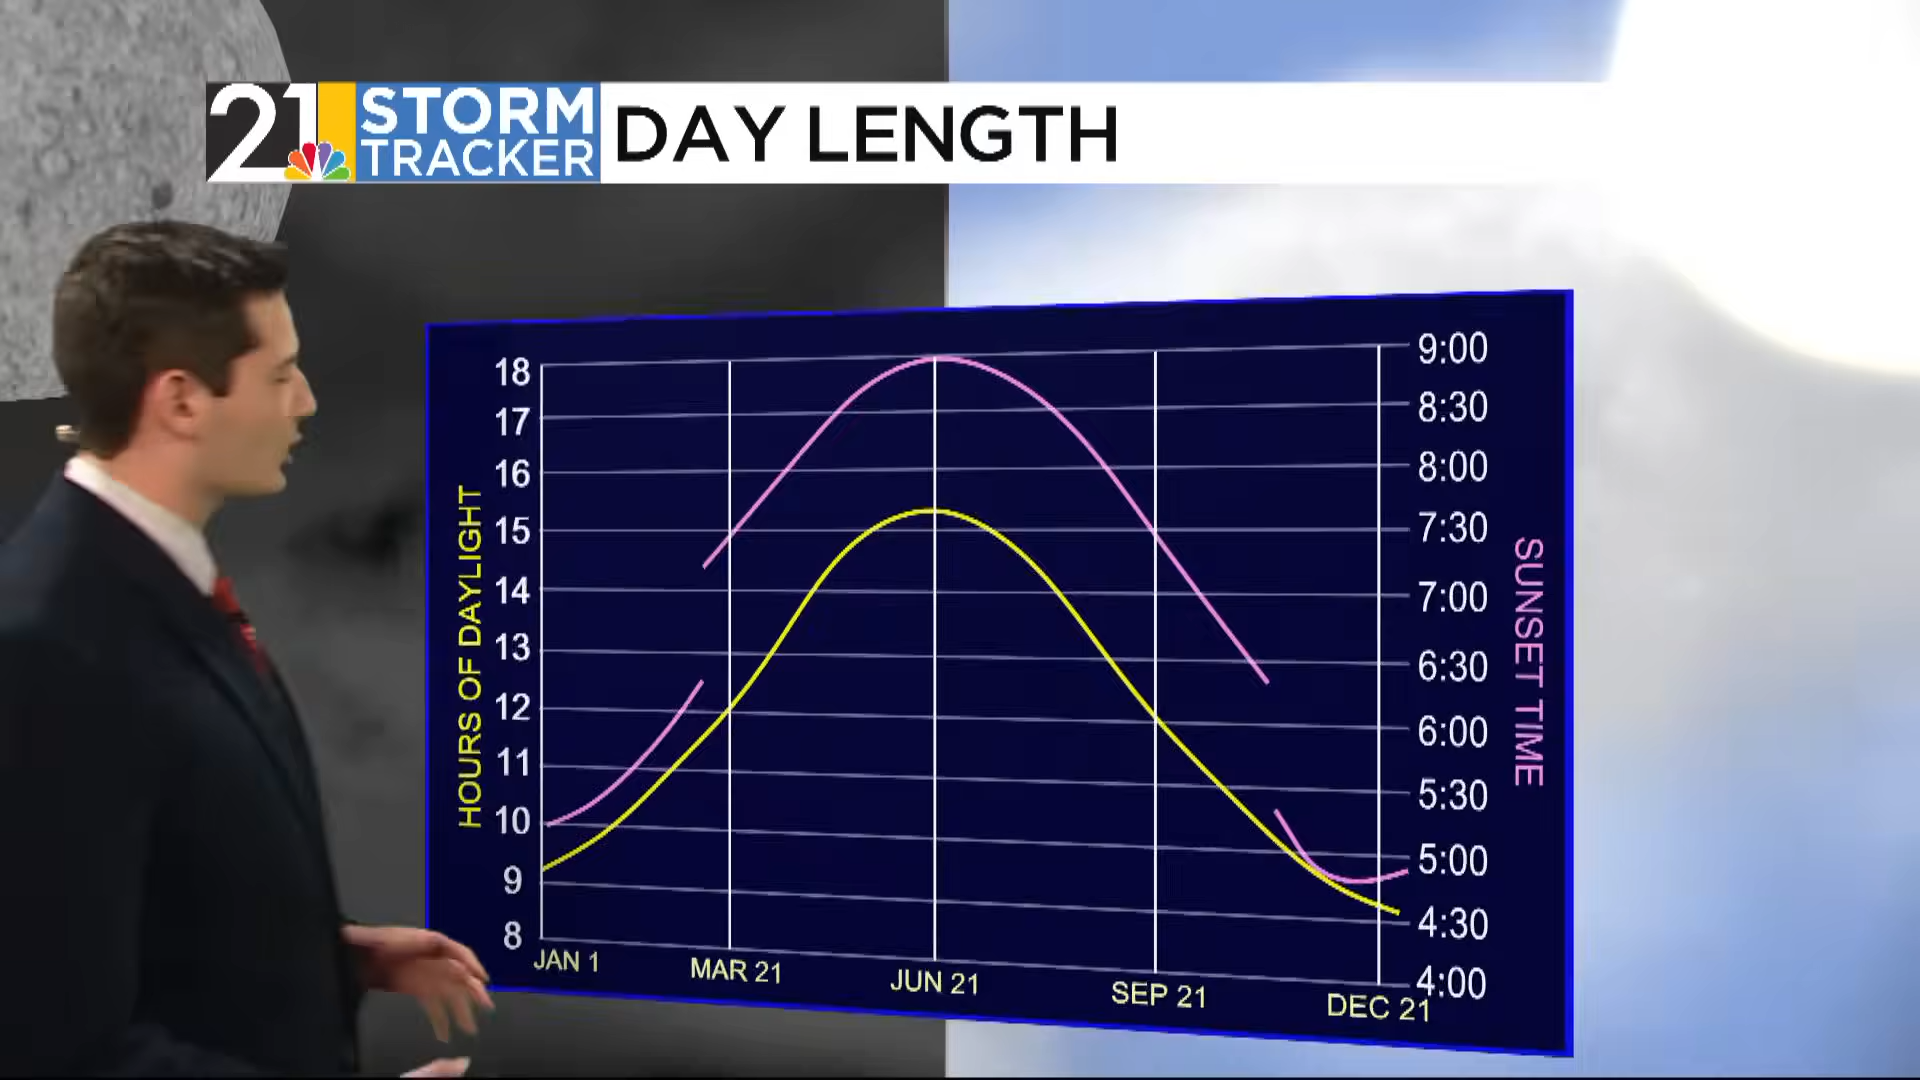 21 STORM TRACKER DAY LENGTH
18
17
16
15
14
13
12
11
10
9
8
HOURS OF DAYLIGHT
JAN 1
MAR 21
JUN 21
SEP 21
DEC 21
9:00
8:30
8:00
7:30
7:00
6:30
6:00
5:30
5:00
4:30
4:00
SUNSET TIME